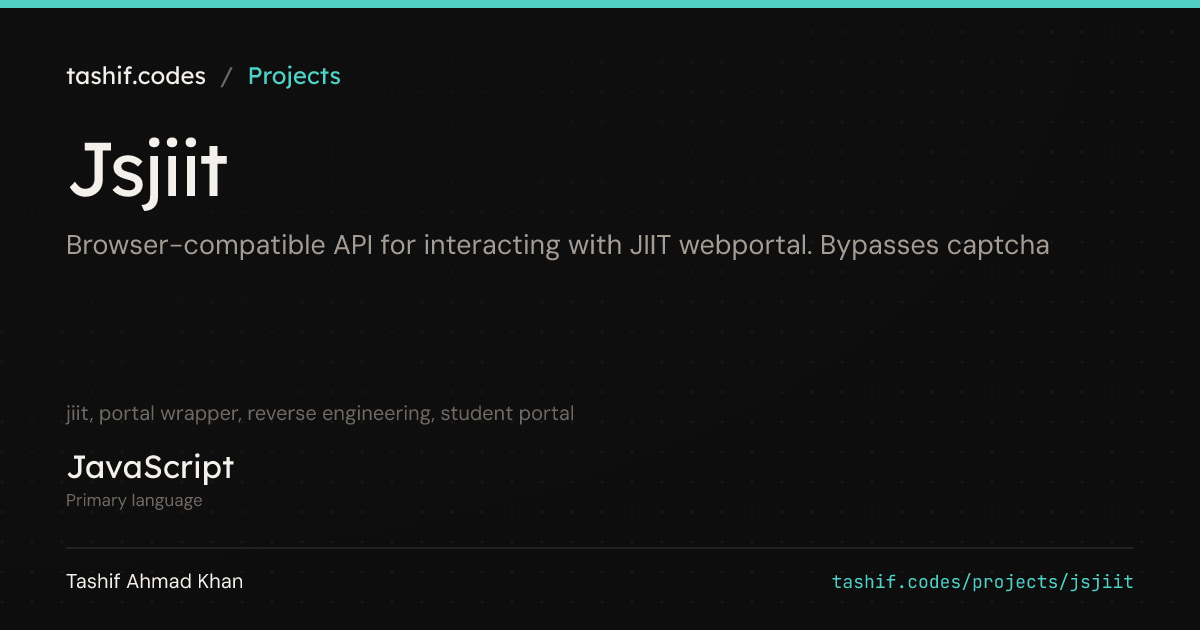 tashif.codes / Projects
Jsjiit
Browser-compatible API for interacting with JIIT webportal. Bypasses captcha
jiit, portal wrapper, reverse engineering, student portal
JavaScript
Primary language
Tashif Ahmad Khan
tashif.codes/projects/jsjiit